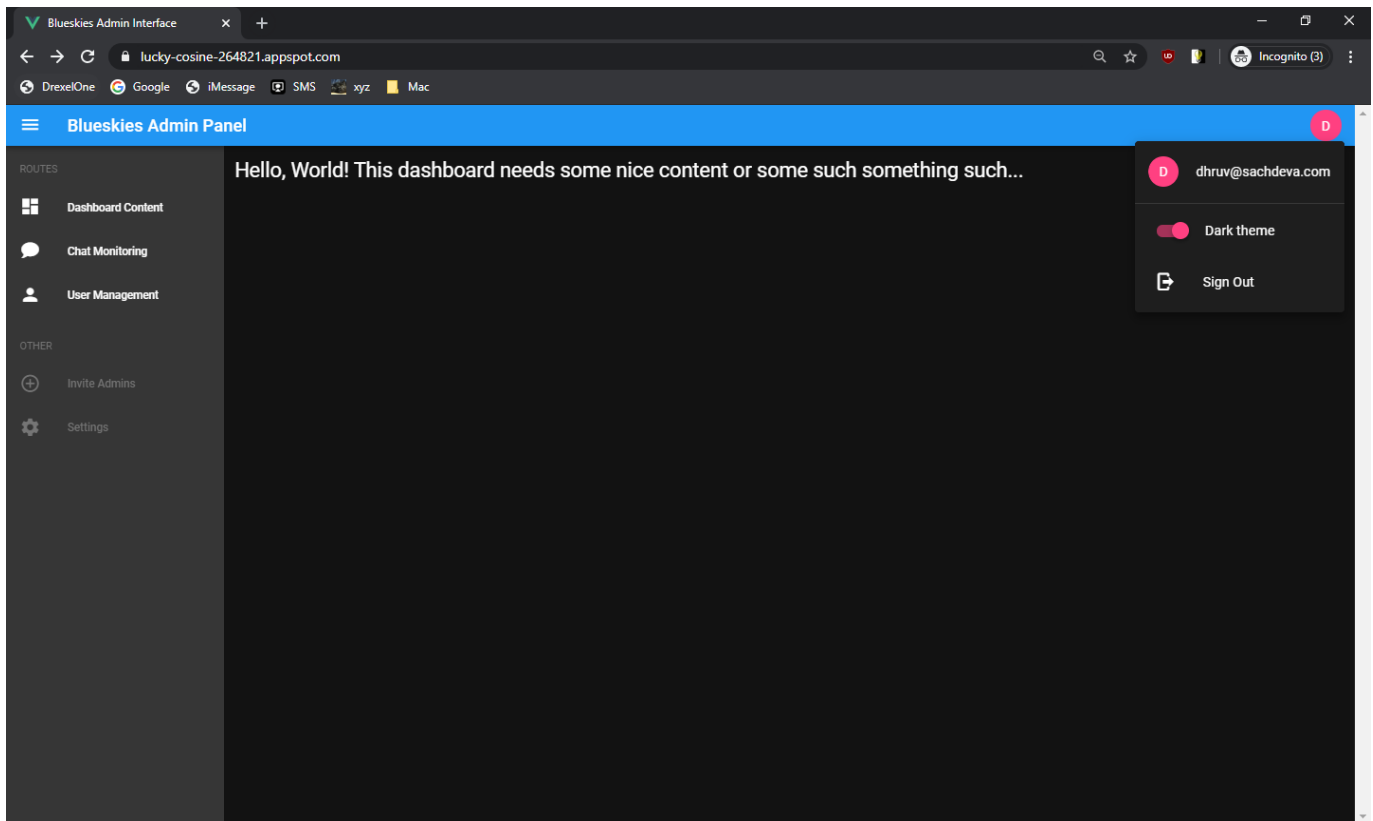 Blueskies Admin Interface
lucky-cosine-264821.appspot.com
Incognito (3)
DrexelOne Google iMessage SMS xyz Mac
Blueskies Admin Panel
D
ROUTES
Hello, World! This dashboard needs some nice content or some such something such...
D dhruv@sachdeva.com
Dashboard Content
Dark theme
Chat Monitoring
Sign Out
User Management
OTHER
Invite Admins
Settings